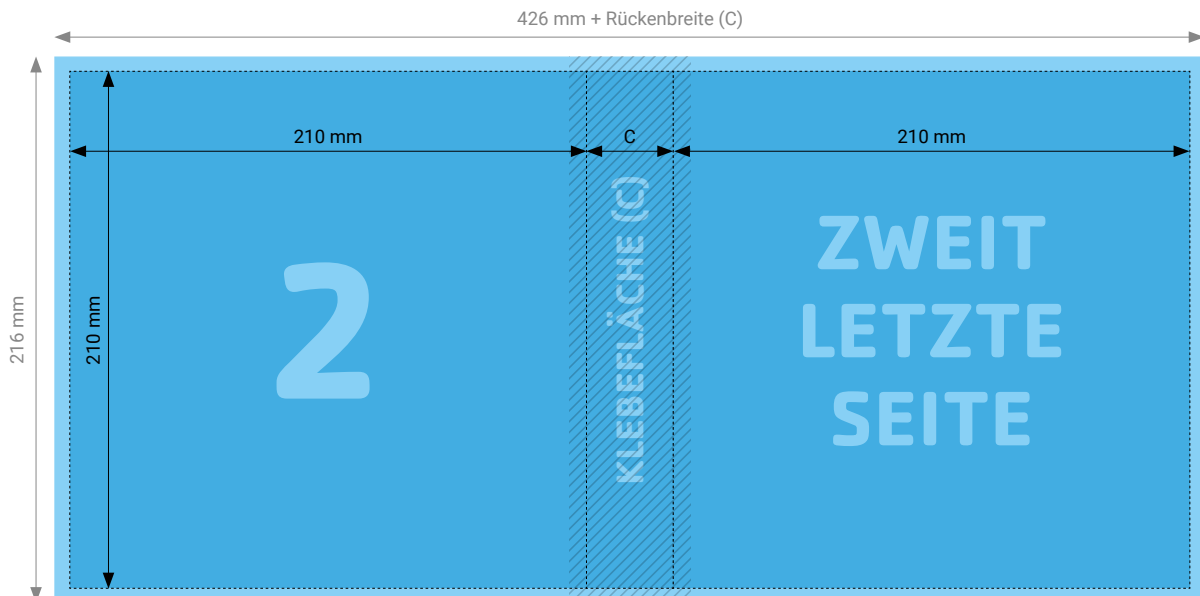 426 mm + Rückenbreite (C)
210 mm
C
210 mm
216 mm
210 mm
2
KLEBEFLÄCHE (C)
ZWEIT
LETZTE
SEITE